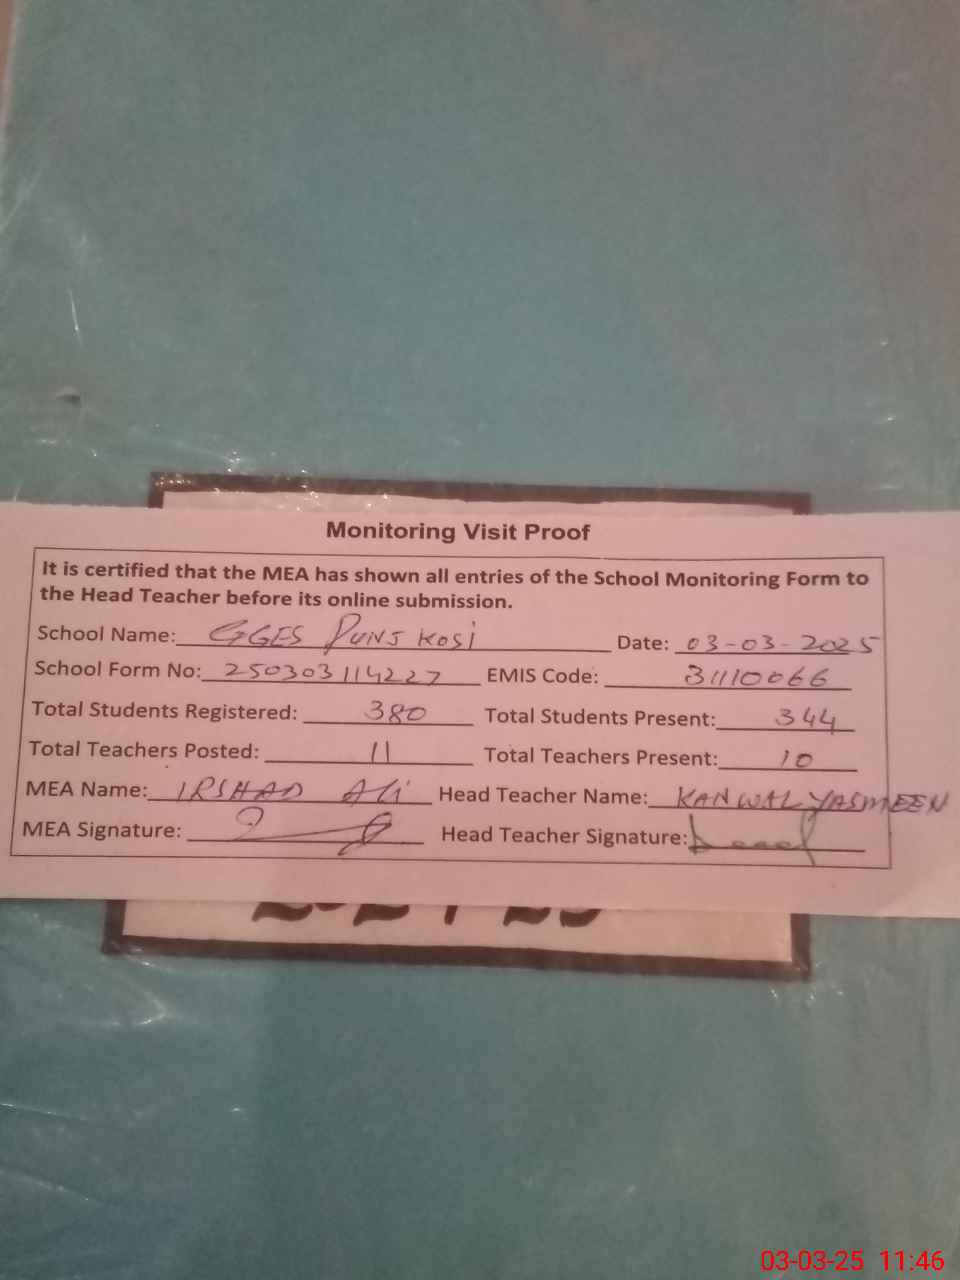 Monitoring Visit Proof
It is certified that the MEA has shown all entries of the School Monitoring Form to
the Head Teacher before its online submission.
School Name: GGES PUNJ KOSI Date: 03-03-2025
School Form No: 250303114227 EMIS Code: 31110066
Total Students Registered: 380 Total Students Present: 344
Total Teachers Posted: 11 Total Teachers Present: 10
MEA Name: IRSHAD Ali Head Teacher Name: KANWAL YASMEEN
MEA Signature: Head Teacher Signature:
03-03-25 11:46